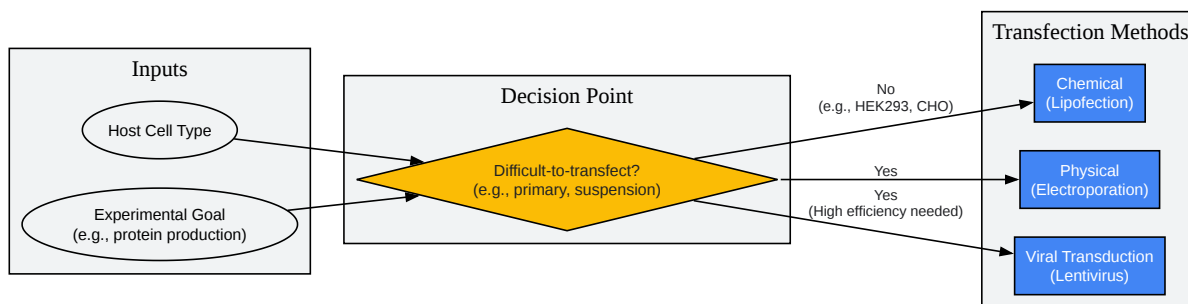 Inputs
Host Cell Type
Experimental Goal
(e.g., protein production)
Decision Point
Difficult-to-transfect?
(e.g., primary, suspension)
No
(e.g., HEK293, CHO)
Yes
Yes
(High efficiency needed)
Transfection Methods
Chemical
(Lipofection)
Physical
(Electroporation)
Viral Transduction
(Lentivirus)